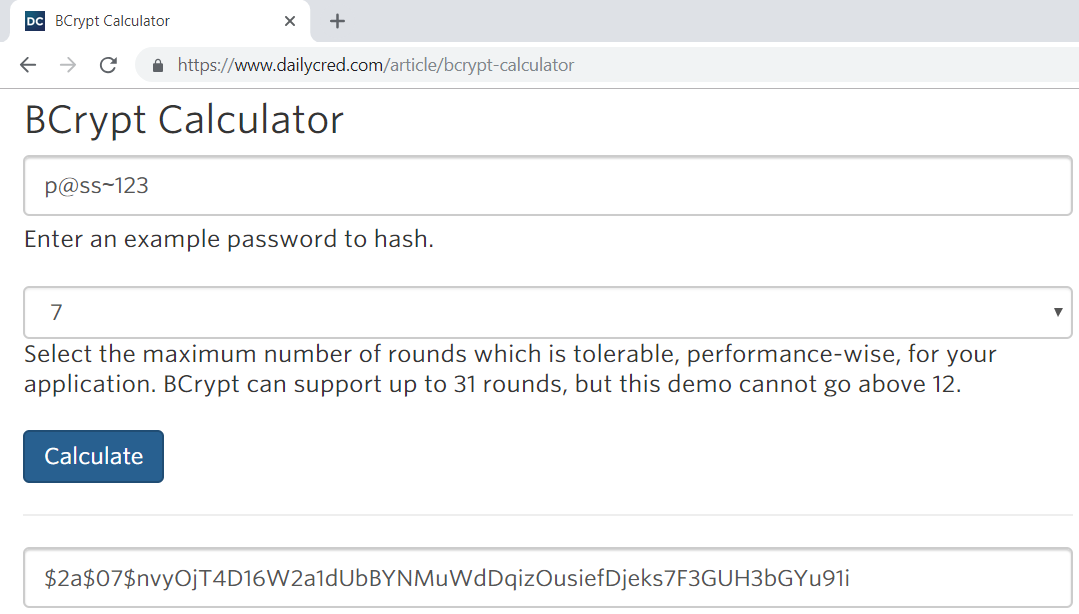 DC BCrypt Calculator
https://www.dailycred.com/article/bcrypt-calculator
BCrypt Calculator
p@ss~123
Enter an example password to hash.
7
Select the maximum number of rounds which is tolerable, performance-wise, for your
application. BCrypt can support up to 31 rounds, but this demo cannot go above 12.
Calculate
$2a$07$nvyOjT4D16W2a1dUbBYNMuWdDqizOusiefDjeks7F3GUH3bGYu91i